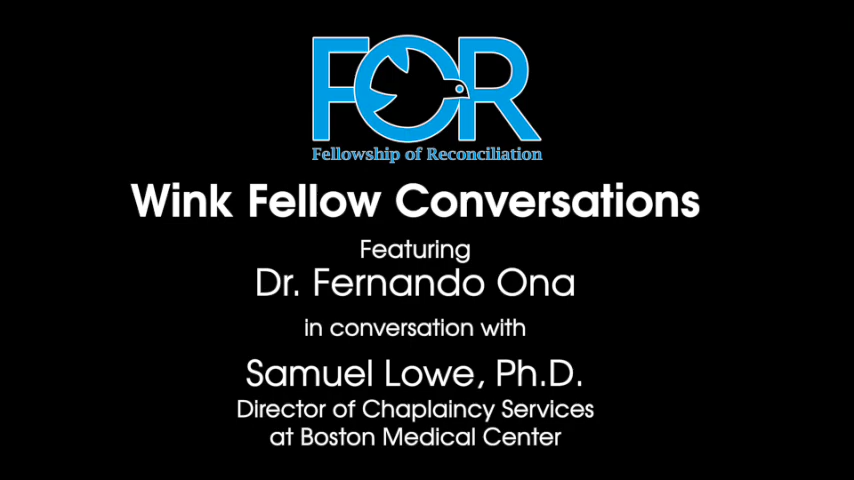 FOR
Fellowship of Reconciliation
Wink Fellow Conversations
Featuring
Dr. Fernando Ona
in conversation with
Samuel Lowe, Ph.D.
Director of Chaplaincy Services
at Boston Medical Center